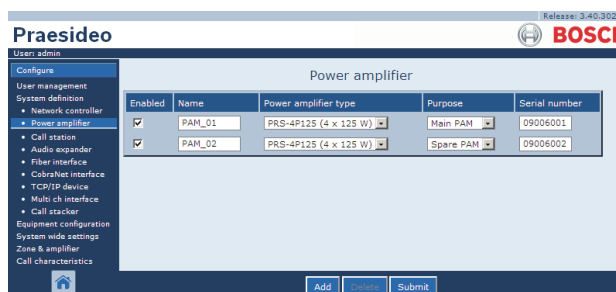 Release: 3.40.302
Praesideo
BOSCH
User: admin
Configure
User management
System definition
• Network controller
• Power amplifier
• Call station
• Audio expander
• Fiber interface
• CobraNet interface
• TCP/IP device
• Multi ch interface
• Call stacker
Equipment configuration
System wide settings
Zone & amplifier
Call characteristics
Power amplifier
Enabled Name Power amplifier type Purpose Serial number
PAM_01 PRS-4P125 (4 x 125 W) Main PAM 09006001
PAM_02 PRS-4P125 (4 x 125 W) Spare PAM 09006002
Add Delete Submit